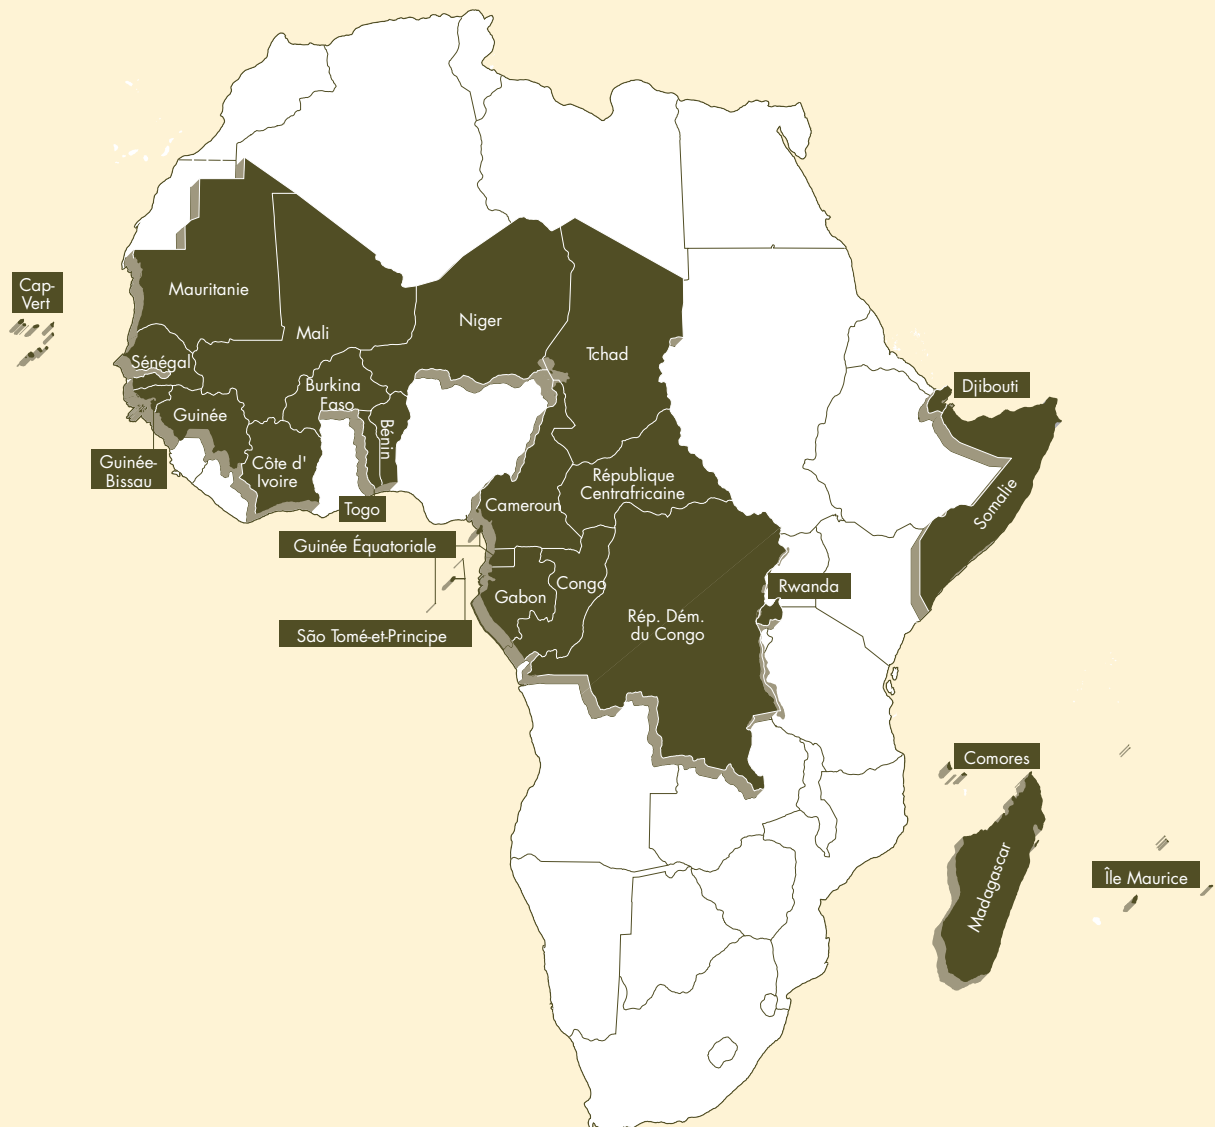 Cap-
Vert
Mauritanie
Mali
Niger
Tchad
Sénégal
Burkina
Faso
Djibouti
Guinée
Bénin
Guinée-
Bissau
Côte d'
Ivoire
République
Centrafricaine
Somalie
Togo
Cameroun
Guinée Équatoriale
Congo
Gabon
Rwanda
Rép. Dém.
du Congo
São Tomé-et-Principe
Comores
Madagascar
Île Maurice